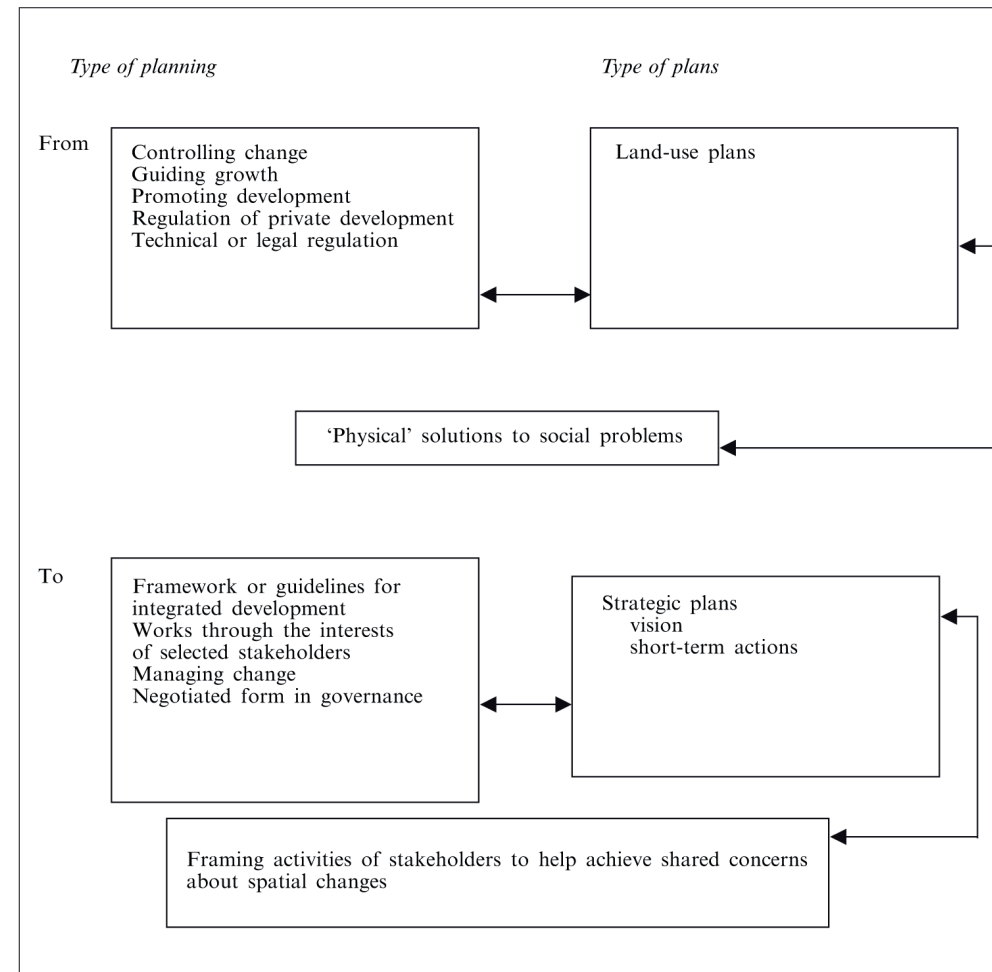 Type of planning
Type of plans
From
Controlling change
Guiding growth
Promoting development
Regulation of private development
Technical or legal regulation
Land-use plans
‘Physical’ solutions to social problems
To
Framework or guidelines for
integrated development
Works through the interests
of selected stakeholders
Managing change
Negotiated form in governance
Strategic plans
vision
short-term actions
Framing activities of stakeholders to help achieve shared concerns
about spatial changes